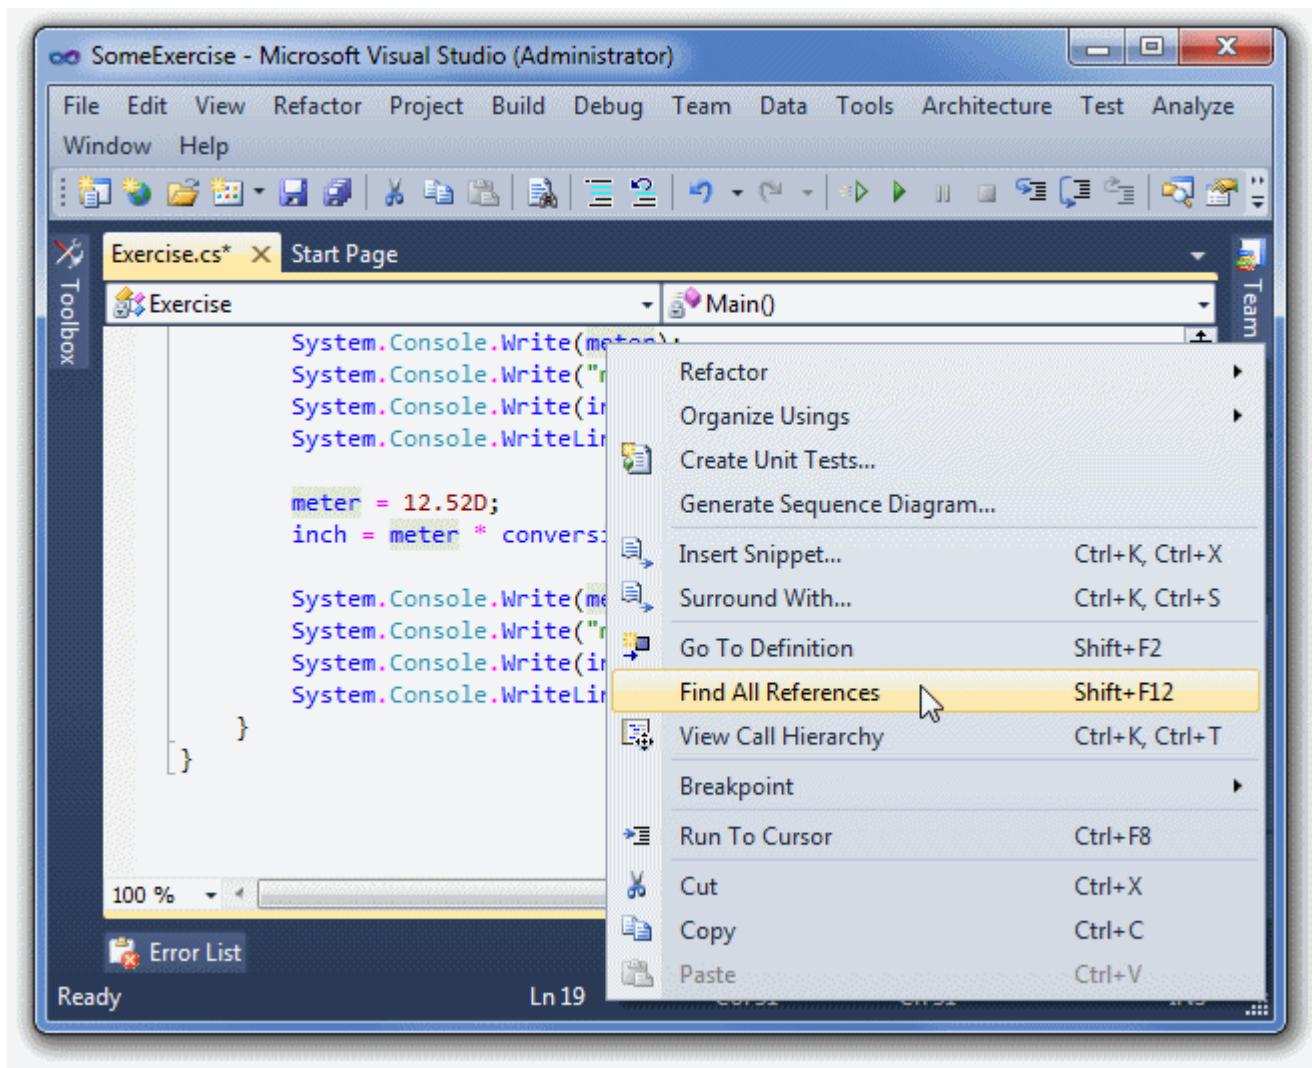 SomeExercise - Microsoft Visual Studio (Administrator)
File Edit View Refactor Project Build Debug Team Data Tools Architecture Test Analyze
Window Help
Exercise.cs* Start Page
Toolbox
Team
Exercise Main()
System.Console.Write(meter);
System.Console.Write("
System.Console.Write(
System.Console.WriteLin
meter = 12.52D;
inch = meter * convers
System.Console.Write(me
System.Console.Write("
System.Console.Write(
System.Console.WriteLin
}
}
Refactor
Organize Usings
Create Unit Tests...
Generate Sequence Diagram...
Insert Snippet... Ctrl+K, Ctrl+X
Surround With... Ctrl+K, Ctrl+S
Go To Definition Shift+F2
Find All References Shift+F12
View Call Hierarchy Ctrl+K, Ctrl+T
Breakpoint
Run To Cursor Ctrl+F8
Cut Ctrl+X
Copy Ctrl+C
Paste Ctrl+V
100 %
Error List
Ready Ln 19